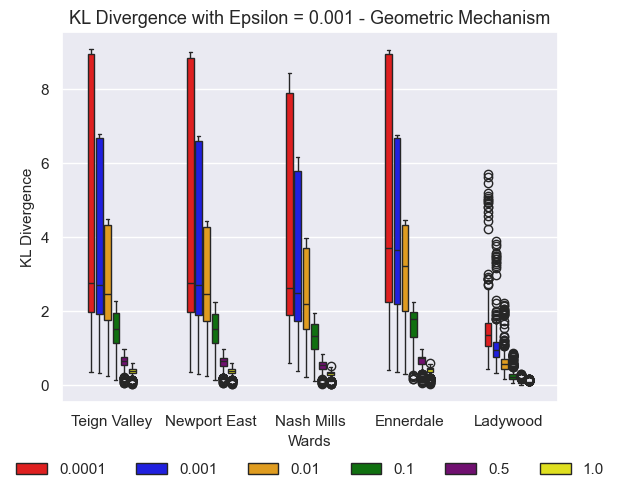 KL Divergence with Epsilon = 0.001 - Geometric Mechanism
KL Divergence
8
6
4
2
0
Teign Valley Newport East Nash Mills Ennerdale Ladywood
Wards
0.0001 0.001 0.01 0.1 0.5 1.0